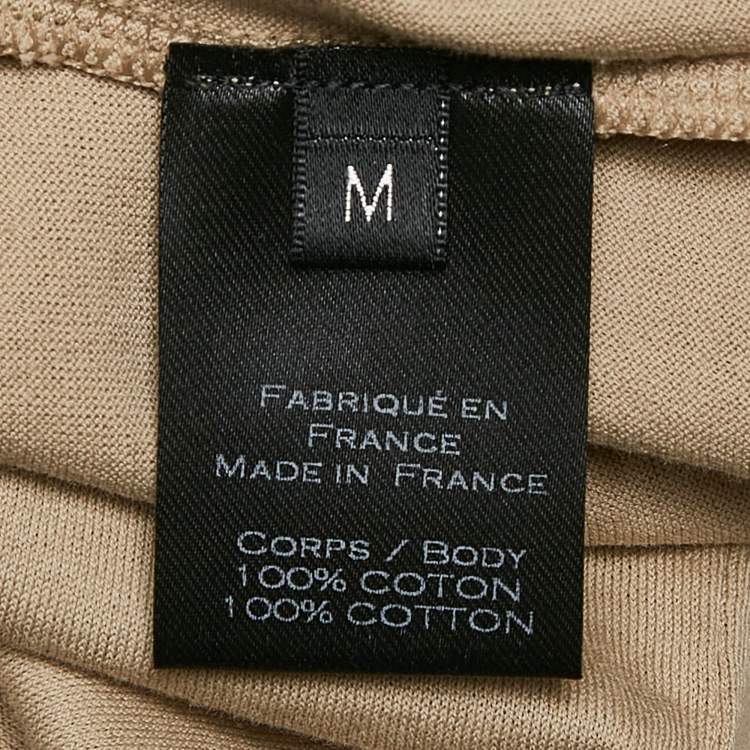 M
FABRIQUÉ EN
FRANCE
MADE IN FRANCE
CORPS / BODY
100% COTON
100% COTTON